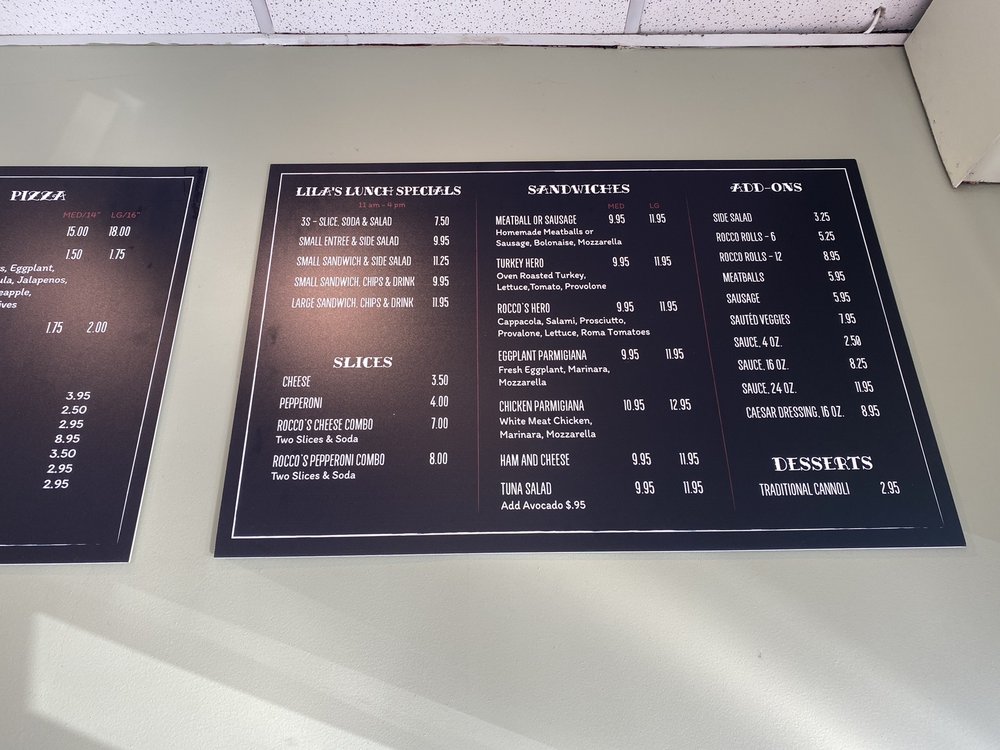 PIZZA
MED/14" LG/16"
15.00 18.00
1.50 1.75
s, Eggplant,
ula, Jalapenos,
eapple,
ives
1.75 2.00
3.95
2.50
2.95
8.95
3.50
2.95
2.95
LILA'S LUNCH SPECIALS
11 am - 4 pm
3S - SLICE, SODA & SALAD 7.50
SMALL ENTREE & SIDE SALAD 9.95
SMALL SANDWICH & SIDE SALAD 11.25
SMALL SANDWICH, CHIPS & DRINK 9.95
LARGE SANDWICH, CHIPS & DRINK 11.95
SLICES
CHEESE 3.50
PEPPERONI 4.00
ROCCO'S CHEESE COMBO 7.00
Two Slices & Soda
ROCCO'S PEPPERONI COMBO 8.00
Two Slices & Soda
SANDWICHES
MED LG
MEATBALL OR SAUSAGE 9.95 11.95
Homemade Meatballs or
Sausage, Bolonaise, Mozzarella
TURKEY HERO 9.95 11.95
Oven Roasted Turkey,
Lettuce,Tomato, Provolone
ROCCO'S HERO 9.95 11.95
Cappacola, Salami, Prosciutto,
Provalone, Lettuce, Roma Tomatoes
EGGPLANT PARMIGIANA 9.95 11.95
Fresh Eggplant, Marinara,
Mozzarella
CHICKEN PARMIGIANA 10.95 12.95
White Meat Chicken,
Marinara, Mozzarella
HAM AND CHEESE 9.95 11.95
TUNA SALAD 9.95 11.95
Add Avocado $.95
ADD-ONS
SIDE SALAD 3.25
ROCCO ROLLS - 6 5.25
ROCCO ROLLS - 12 8.95
MEATBALLS 5.95
SAUSAGE 5.95
SAUTÉD VEGGIES 7.95
SAUCE, 4 OZ. 2.50
SAUCE, 16 OZ. 8.25
SAUCE, 24 OZ. 11.95
CAESAR DRESSING, 16 OZ. 8.95
DESSERTS
TRADITIONAL CANNOLI 2.95